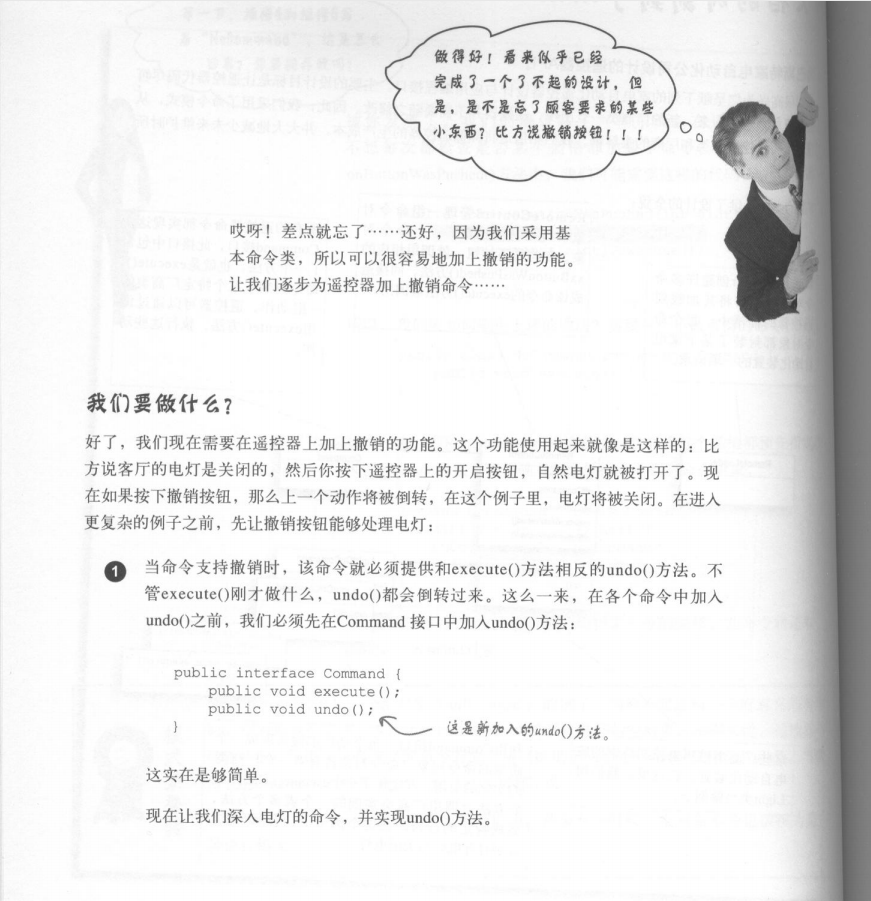 做得好！看来似乎已经
完成了一个了不起的设计，但
是，是不是忘了顾客要求的某些
小东西？比方说撤销按钮！！！
哎呀！差点就忘了……还好，因为我们采用基
本命令类，所以可以很容易地加上撤销的功能。
让我们逐步为遥控器加上撤销命令……
我们要做什么？
好了，我们现在需要在遥控器上加上撤销的功能。这个功能使用起来就像是这样的：比
方说客厅的电灯是关闭的，然后你按下遥控器上的开启按钮，自然电灯就被打开了。现
在如果按下撤销按钮，那么上一个动作将被倒转，在这个例子里，电灯将被关闭。在进入
更复杂的例子之前，先让撤销按钮能够处理电灯：
1 当命令支持撤销时，该命令就必须提供和execute()方法相反的undo()方法。不
管execute()刚才做什么，undo()都会倒转过来。这么一来，在各个命令中加入
undo()之前，我们必须先在Command 接口中加入undo()方法：
public interface Command {
    public void execute();
    public void undo();
}
这是新加入的undo()方法。
这实在是够简单。
现在让我们深入电灯的命令，并实现undo()方法。